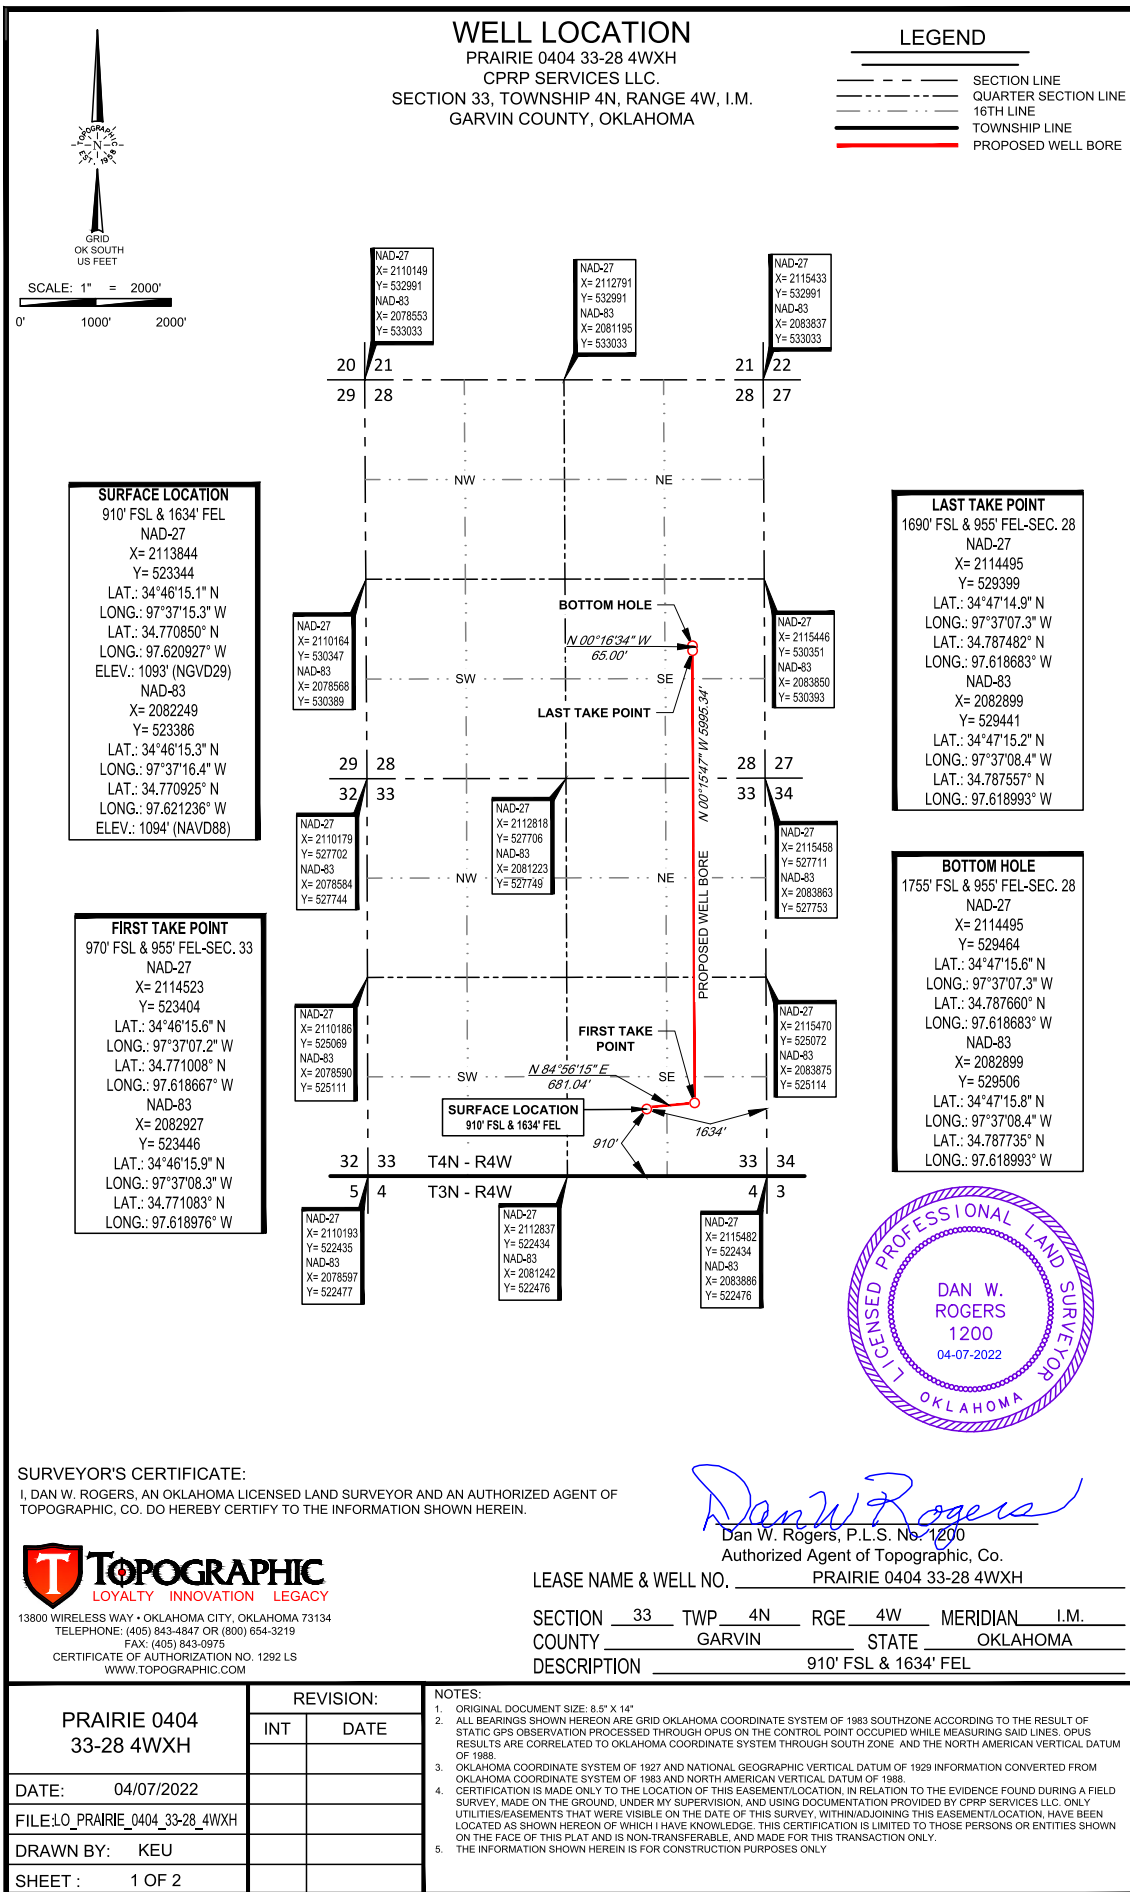 WELL LOCATION
PRAIRIE 0404 33-28 4WXH
CPRP SERVICES LLC.
SECTION 33, TOWNSHIP 4N, RANGE 4W, I.M.
GARVIN COUNTY, OKLAHOMA
LEGEND
SECTION LINE
QUARTER SECTION LINE
16TH LINE
TOWNSHIP LINE
PROPOSED WELL BORE
TOPOGRAPHIC
N
EST. 1958
GRID
OK SOUTH
US FEET
SCALE: 1" = 2000'
0' 1000' 2000'
NAD-27
X= 2110149
Y= 532991
NAD-83
X= 2078553
Y= 533033
NAD-27
X= 2112791
Y= 532991
NAD-83
X= 2081195
Y= 533033
NAD-27
X= 2115433
Y= 532991
NAD-83
X= 2083837
Y= 533033
20 21
29 28
21 22
28 27
NW
NE
SURFACE LOCATION
910' FSL & 1634' FEL
NAD-27
X= 2113844
Y= 523344
LAT.: 34°46'15.1" N
LONG.: 97°37'15.3" W
LAT.: 34.770850° N
LONG.: 97.620927° W
ELEV.: 1093' (NGVD29)
NAD-83
X= 2082249
Y= 523386
LAT.: 34°46'15.3" N
LONG.: 97°37'16.4" W
LAT.: 34.770925° N
LONG.: 97.621236° W
ELEV.: 1094' (NAVD88)
LAST TAKE POINT
1690' FSL & 955' FEL-SEC. 28
NAD-27
X= 2114495
Y= 529399
LAT.: 34°47'14.9" N
LONG.: 97°37'07.3" W
LAT.: 34.787482° N
LONG.: 97.618683° W
NAD-83
X= 2082899
Y= 529441
LAT.: 34°47'15.2" N
LONG.: 97°37'08.4" W
LAT.: 34.787557° N
LONG.: 97.618993° W
NAD-27
X= 2110164
Y= 530347
NAD-83
X= 2078568
Y= 530389
BOTTOM HOLE
N 00°16'34" W
65.00'
NAD-27
X= 2115446
Y= 530351
NAD-83
X= 2083850
Y= 530393
SW
SE
LAST TAKE POINT
N 00°15'47" W 5995.34'
29 28
32 33
28 27
33 34
NAD-27
X= 2110179
Y= 527702
NAD-83
X= 2078584
Y= 527744
NAD-27
X= 2112818
Y= 527706
NAD-83
X= 2081223
Y= 527749
NAD-27
X= 2115458
Y= 527711
NAD-83
X= 2083863
Y= 527753
NW
NE
PROPOSED WELL BORE
FIRST TAKE POINT
970' FSL & 955' FEL-SEC. 33
NAD-27
X= 2114523
Y= 523404
LAT.: 34°46'15.6" N
LONG.: 97°37'07.2" W
LAT.: 34.771008° N
LONG.: 97.618667° W
NAD-83
X= 2082927
Y= 523446
LAT.: 34°46'15.9" N
LONG.: 97°37'08.3" W
LAT.: 34.771083° N
LONG.: 97.618976° W
BOTTOM HOLE
1755' FSL & 955' FEL-SEC. 28
NAD-27
X= 2114495
Y= 529464
LAT.: 34°47'15.6" N
LONG.: 97°37'07.3" W
LAT.: 34.787660° N
LONG.: 97.618683° W
NAD-83
X= 2082899
Y= 529506
LAT.: 34°47'15.8" N
LONG.: 97°37'08.4" W
LAT.: 34.787735° N
LONG.: 97.618993° W
NAD-27
X= 2110186
Y= 525069
NAD-83
X= 2078590
Y= 525111
FIRST TAKE
POINT
NAD-27
X= 2115470
Y= 525072
NAD-83
X= 2083875
Y= 525114
SW
N 84°56'15" E
681.04'
SE
SURFACE LOCATION
910' FSL & 1634' FEL
910'
1634'
32 33 T4N - R4W 33 34
5 4 T3N - R4W 4 3
NAD-27
X= 2110193
Y= 522435
NAD-83
X= 2078597
Y= 522477
NAD-27
X= 2112837
Y= 522434
NAD-83
X= 2081242
Y= 522476
NAD-27
X= 2115482
Y= 522434
NAD-83
X= 2083886
Y= 522476
LICENSED PROFESSIONAL LAND SURVEYOR
DAN W.
ROGERS
1200
04-07-2022
OKLAHOMA
SURVEYOR'S CERTIFICATE:
I, DAN W. ROGERS, AN OKLAHOMA LICENSED LAND SURVEYOR AND AN AUTHORIZED AGENT OF
TOPOGRAPHIC, CO. DO HEREBY CERTIFY TO THE INFORMATION SHOWN HEREIN.
Dan W Rogers
Dan W. Rogers, P.L.S. No. 1200
Authorized Agent of Topographic, Co.
T TOPOGRAPHIC
LOYALTY INNOVATION LEGACY
13800 WIRELESS WAY • OKLAHOMA CITY, OKLAHOMA 73134
TELEPHONE: (405) 843-4847 OR (800) 654-3219
FAX: (405) 843-0975
CERTIFICATE OF AUTHORIZATION NO. 1292 LS
WWW.TOPOGRAPHIC.COM
LEASE NAME & WELL NO. PRAIRIE 0404 33-28 4WXH
SECTION 33 TWP 4N RGE 4W MERIDIAN I.M.
COUNTY GARVIN STATE OKLAHOMA
DESCRIPTION 910' FSL & 1634' FEL
PRAIRIE 0404
33-28 4WXH
REVISION:
INT DATE
DATE: 04/07/2022
FILE:LO_PRAIRIE_0404_33-28_4WXH
DRAWN BY: KEU
SHEET : 1 OF 2
NOTES:
1. ORIGINAL DOCUMENT SIZE: 8.5" X 14"
2. ALL BEARINGS SHOWN HEREON ARE GRID OKLAHOMA COORDINATE SYSTEM OF 1983 SOUTHZONE ACCORDING TO THE RESULT OF
STATIC GPS OBSERVATION PROCESSED THROUGH OPUS ON THE CONTROL POINT OCCUPIED WHILE MEASURING SAID LINES. OPUS
RESULTS ARE CORRELATED TO OKLAHOMA COORDINATE SYSTEM THROUGH SOUTH ZONE AND THE NORTH AMERICAN VERTICAL DATUM
OF 1988.
3. OKLAHOMA COORDINATE SYSTEM OF 1927 AND NATIONAL GEOGRAPHIC VERTICAL DATUM OF 1929 INFORMATION CONVERTED FROM
OKLAHOMA COORDINATE SYSTEM OF 1983 AND NORTH AMERICAN VERTICAL DATUM OF 1988.
4. CERTIFICATION IS MADE ONLY TO THE LOCATION OF THIS EASEMENT/LOCATION, IN RELATION TO THE EVIDENCE FOUND DURING A FIELD
SURVEY, MADE ON THE GROUND, UNDER MY SUPERVISION, AND USING DOCUMENTATION PROVIDED BY CPRP SERVICES LLC. ONLY
UTILITIES/EASEMENTS THAT WERE VISIBLE ON THE DATE OF THIS SURVEY, WITHIN/ADJOINING THIS EASEMENT/LOCATION, HAVE BEEN
LOCATED AS SHOWN HEREON OF WHICH I HAVE KNOWLEDGE. THIS CERTIFICATION IS LIMITED TO THOSE PERSONS OR ENTITIES SHOWN
ON THE FACE OF THIS PLAT AND IS NON-TRANSFERABLE, AND MADE FOR THIS TRANSACTION ONLY.
5. THE INFORMATION SHOWN HEREIN IS FOR CONSTRUCTION PURPOSES ONLY